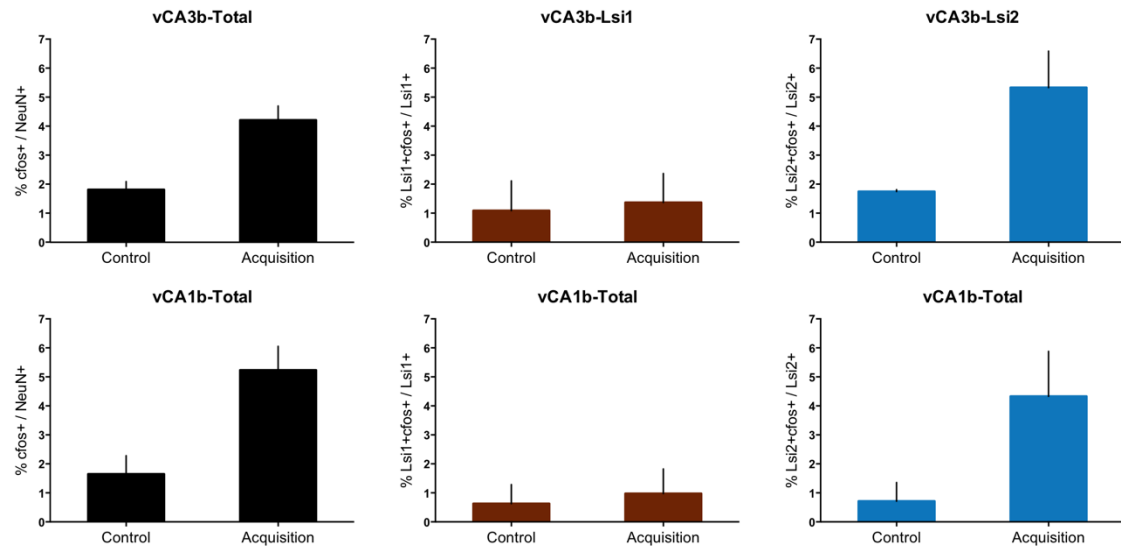 vCA3b-Total
7
6
5
4
3
2
1
0
% cfos+ / NeuN+
Control
Acquisition
vCA3b-Lsi1
7
6
5
4
3
2
1
0
% Lsi1+cfos+ / Lsi1+
Control
Acquisition
vCA3b-Lsi2
7
6
5
4
3
2
1
0
% Lsi2+cfos+ / Lsi2+
Control
Acquisition
vCA1b-Total
7
6
5
4
3
2
1
0
% cfos+ / NeuN+
Control
Acquisition
vCA1b-Total
7
6
5
4
3
2
1
0
% Lsi1+cfos+ / Lsi1+
Control
Acquisition
vCA1b-Total
7
6
5
4
3
2
1
0
% Lsi2+cfos+ / Lsi2+
Control
Acquisition